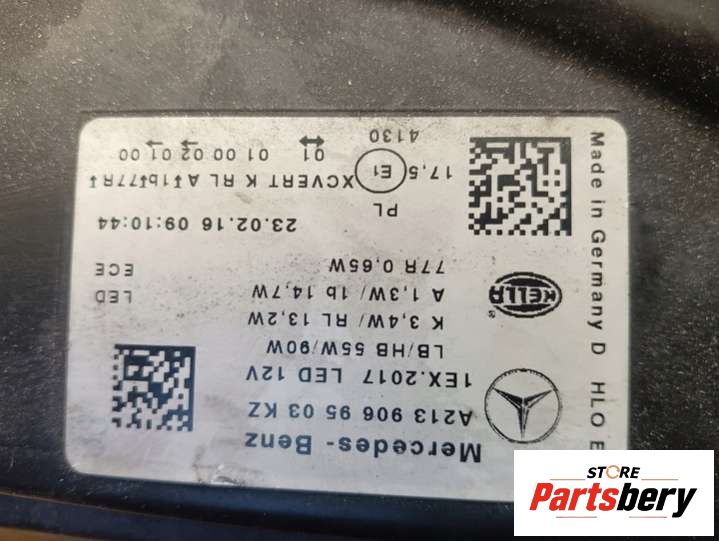 Mercedes-Benz
A213 906 95 03 KZ
1EX.2017 LED 12V
LB/HB 55W/90W
K 3,4W/ RL 13,2W
A 1,3W/ 1b 14,7W
77R 0.65W
LED
ECE
HELLA
®
23.02.16 09:10:44
PL
17,5 E1 XCVERT K RL A 1b 77R
01 01 00 02 01 00
4130
Made in Germany D HLO
STORE
Partsbery